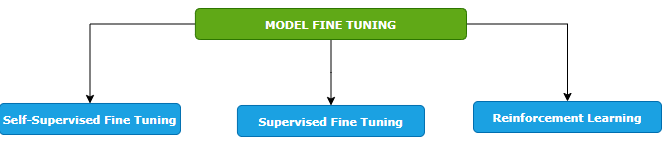 MODEL FINE TUNING
Self-Supervised Fine Tuning
Supervised Fine Tuning
Reinforcement Learning